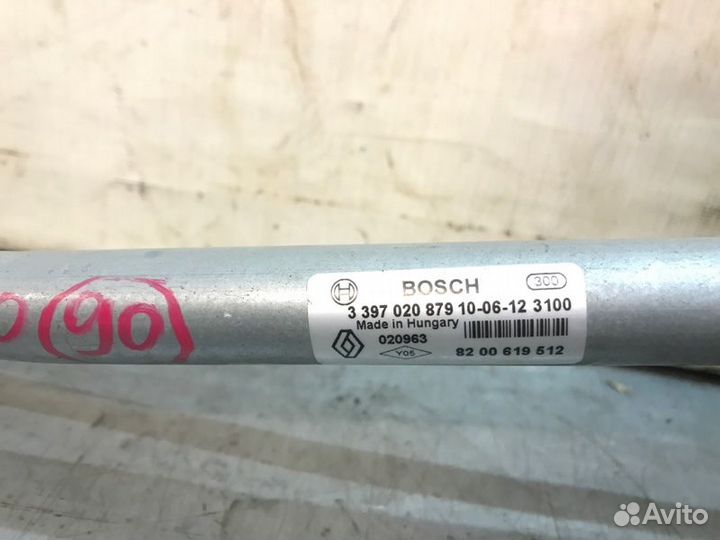 BOSCH 300
3 397 020 879 10-06-12 3100
Made in Hungary
020963 Y05 82 00 619 512
0 (90)
Avito